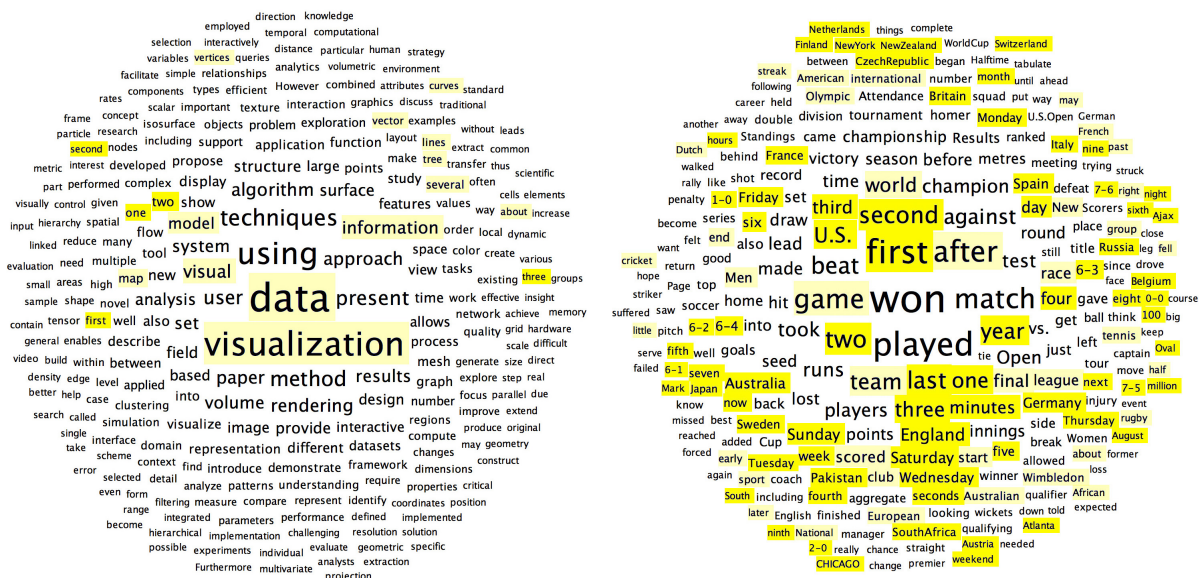 direction knowledge
employed temporal computational
selection interactively distance particular human strategy
variables vertices queries analytics volumetric environment
facilitate simple relationships However combined attributes curves standard
components types efficient interaction graphics discuss traditional
rates scalar important texture
frame concept isosurface objects problem exploration vector examples without leads
particle research including support application function layout lines extract common
second nodes
metric interest developed propose structure large points make tree transfer thus scientific
part performed complex display algorithm surface study several often cells elements
visually control given two show features values way about increase
one
input hierarchy spatial flow model techniques information order local dynamic
linked reduce many tool system using approach space color create various
evaluation need multiple view tasks existing three groups
small areas high map new visual
sample shape novel analysis user data present time work effective insight
contain tensor first well also set allows network achieve memory
general enables describe visualization process quality grid hardware
video build within between field mesh generate size direct scale difficult
density edge level applied based paper method results graph explore step real
better help case clustering into volume rendering design number focus parallel due
search called simulation visualize image provide interactive regions improve extend
single interface domain representation different datasets compute produce original
take scheme context find introduce demonstrate framework changes may geometry
error selected detail analyze patterns understanding require dimensions construct
even form properties critical
range filtering measure compare represent identify coordinates position
become integrated parameters performance defined implemented
hierarchical implementation challenging resolution solution
possible experiments individual evaluate geometric specific
Furthermore multivariate analysts extraction
projection
Netherlands things complete
Finland NewYork NewZealand WorldCup Switzerland
between CzechRepublic began Halftime tabulate
streak American international number month until ahead
following
career held Olympic Attendance Britain squad put way may
another away double division tournament homer Monday U.S.Open German
hours Standings came championship Results ranked Italy French
Dutch nine past
walked behind France victory season before metres meeting trying struck
rally like shot record time world champion Spain defeat 7-6 right night
penalty 1-0 Friday set third second against day New Scorers sixth Ajax
become series six draw U.S. round place group close
want felt end also lead first after test still title Russia leg fell
cricket return good Men made beat race 6-3 since drove
hope Page top face Belgium
striker soccer home hit game won match four gave eight 0-0 course
suffered saw
little pitch 6-2 6-4 into took two played year vs. get ball think 100 big
serve fifth well goals seed tie Open just left tennis keep
failed 6-1 seven runs tour captain Oval
Mark Japan Australia team last one final league next move half
know now back lost 7-5 million
missed best Sweden players three minutes Germany injury event
reached added Cup Sunday points England innings side Thursday rugby
forced early Tuesday week scored Saturday start five break Women August
allowed about former
again sport coach Pakistan club Wednesday winner Wimbledon loss
South including fourth aggregate seconds Australian qualifier African
later English finished European looking wickets down told expected
ninth National manager SouthAfrica qualifying Atlanta
2-0 really chance straight Austria needed
CHICAGO change premier weekend